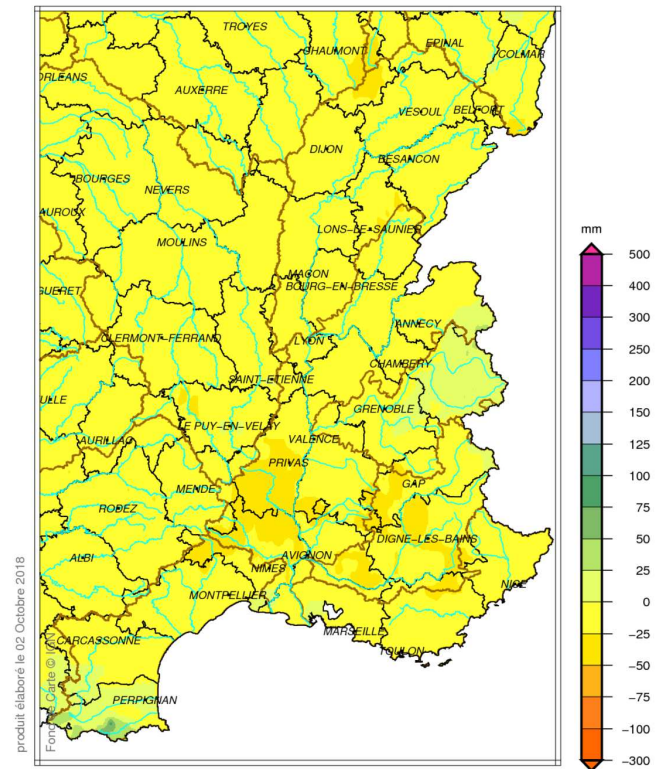 TROYES
CHAUMONT
EPINAL
COLMAR
ORLEANS
AUXERRE
VESOUL
BELFORT
DIJON
BESANCON
BOURGES
NEVERS
AUROUX
LONS-LE-SAUNIER
MOULINS
MACON
BOURG-EN-BRESSE
GUERET
ANNECY
CLERMONT-FERRAND
LYON
CHAMBERY
SAINT-ETIENNE
ULLE
GRENOBLE
LE PUY-EN-VELAY
AURILLAC
VALENCE
PRIVAS
MENDE
GAP
RODEZ
DIGNE-LES-BAINS
ALBI
AVIGNON
NIMES
NICE
MONTPELLIER
MARSEILLE
CARCASSONNE
TOULON
PERPIGNAN
mm
500
400
300
250
200
150
125
100
75
50
25
0
-25
-50
-75
-100
-300
produit élaboré le 02 Octobre 2018
Fond de Carte © IGN